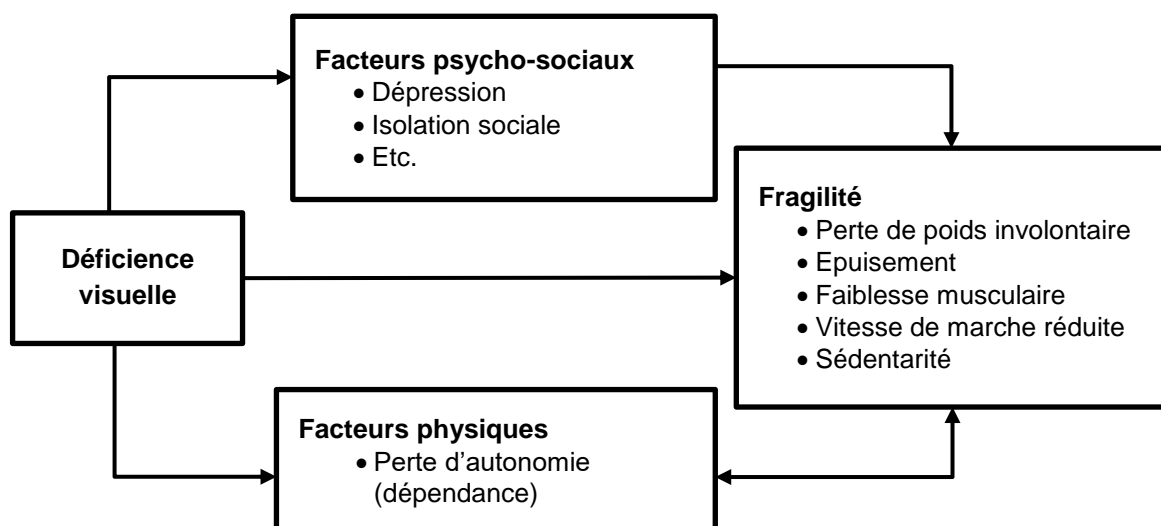 Facteurs psycho-sociaux
• Dépression
• Isolation sociale
• Etc.
Déficience
visuelle
Fragilité
• Perte de poids involontaire
• Epuisement
• Faiblesse musculaire
• Vitesse de marche réduite
• Sédentarité
Facteurs physiques
• Perte d’autonomie
(dépendance)